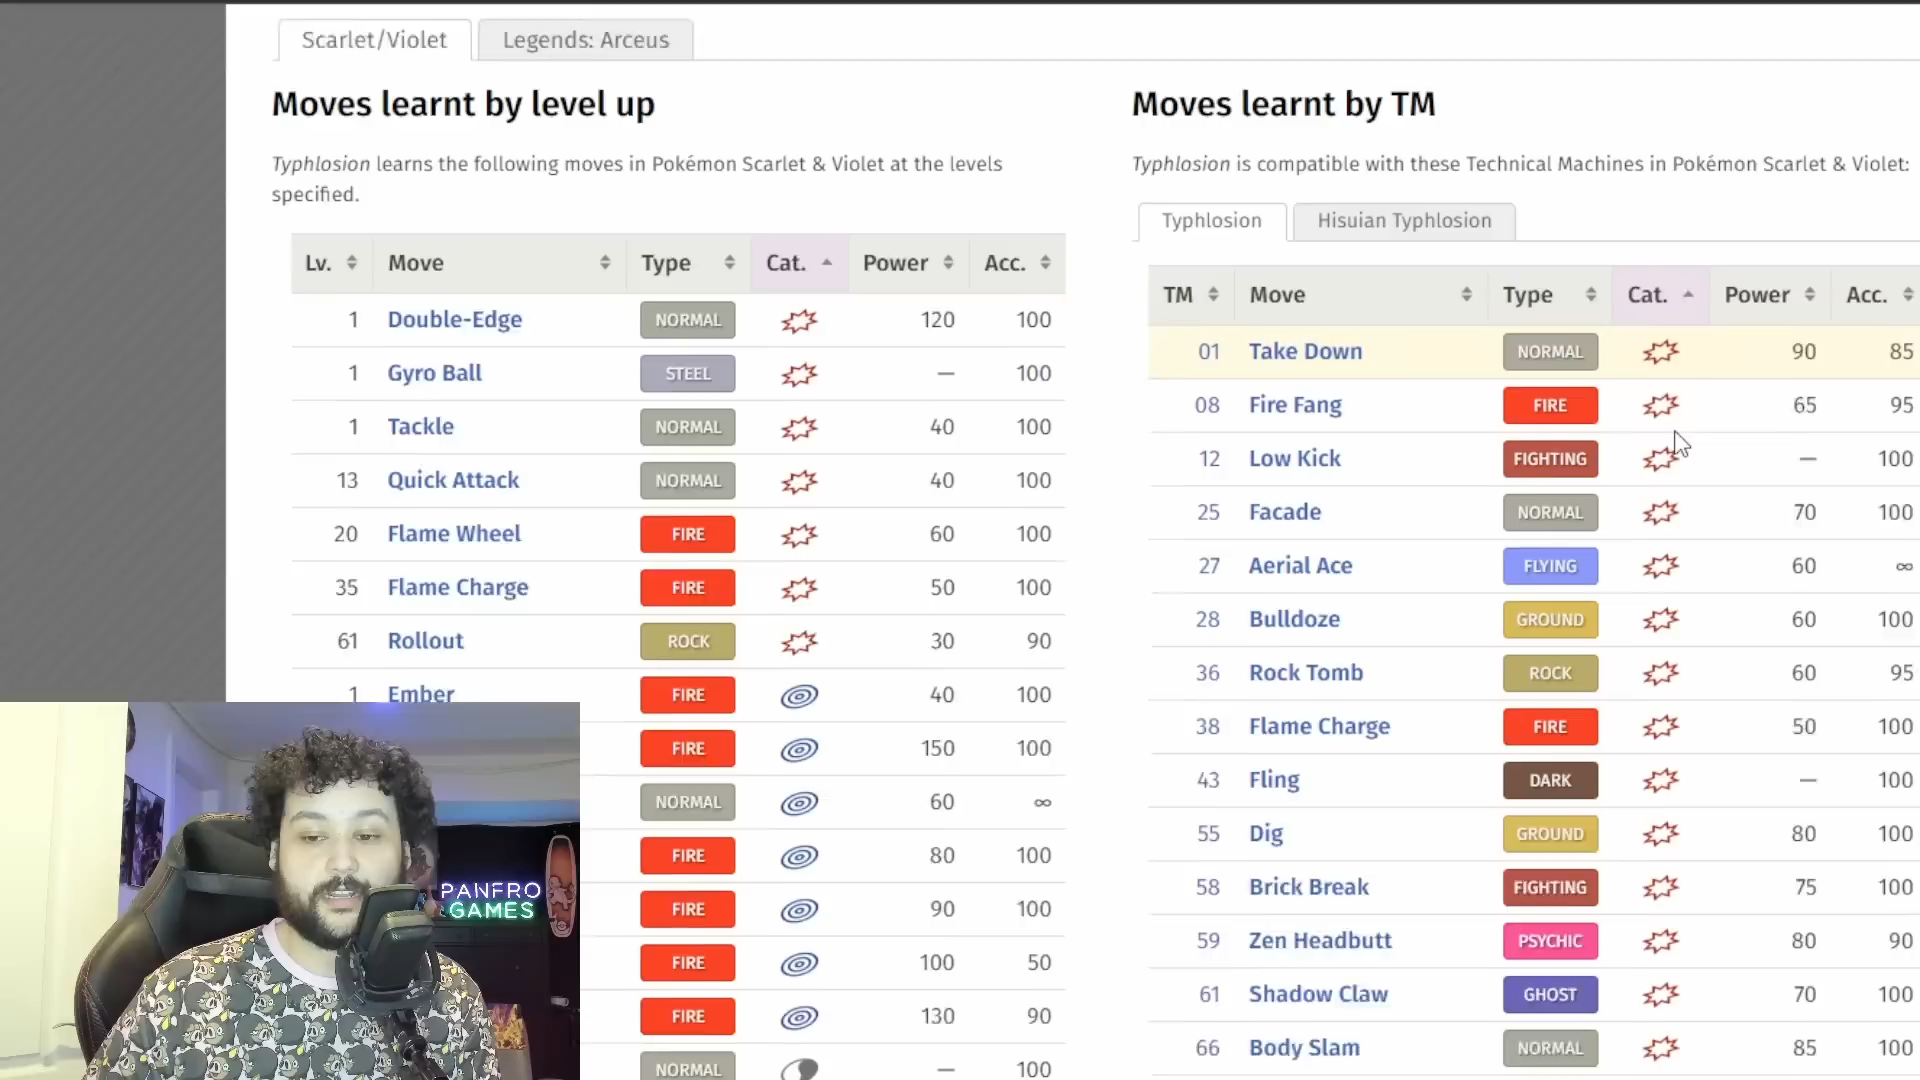 Scarlet/Violet
Legends: Arceus
Moves learnt by level up
Typhlosion learns the following moves in Pokémon Scarlet & Violet at the levels
specified.
Lv. Move Type Cat. Power Acc.
1 Double-Edge NORMAL 120 100
1 Gyro Ball STEEL — 100
1 Tackle NORMAL 40 100
13 Quick Attack NORMAL 40 100
20 Flame Wheel FIRE 60 100
35 Flame Charge FIRE 50 100
61 Rollout ROCK 30 90
1 Ember FIRE 40 100
FIRE 150 100
NORMAL 60 ∞
FIRE 80 100
FIRE 90 100
FIRE 100 50
FIRE 130 90
NORMAL — 100
Moves learnt by TM
Typhlosion is compatible with these Technical Machines in Pokémon Scarlet & Violet:
Typhlosion
Hisuian Typhlosion
TM Move Type Cat. Power Acc.
01 Take Down NORMAL 90 85
08 Fire Fang FIRE 65 95
12 Low Kick FIGHTING — 100
25 Facade NORMAL 70 100
27 Aerial Ace FLYING 60 ∞
28 Bulldoze GROUND 60 100
36 Rock Tomb ROCK 60 95
38 Flame Charge FIRE 50 100
43 Fling DARK — 100
55 Dig GROUND 80 100
58 Brick Break FIGHTING 75 100
59 Zen Headbutt PSYCHIC 80 90
61 Shadow Claw GHOST 70 100
66 Body Slam NORMAL 85 100
PANFRO
GAMES